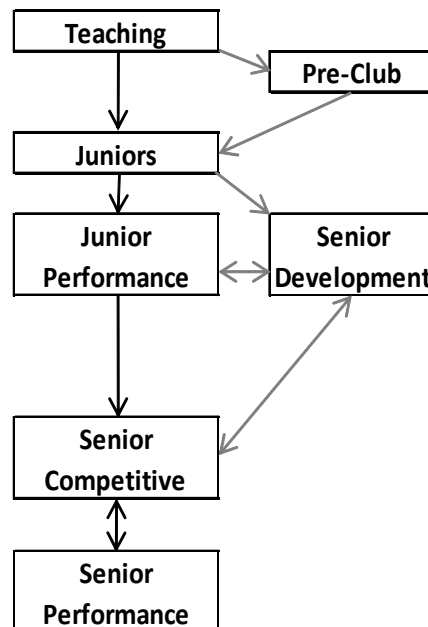 Teaching
Pre-Club
Juniors
Junior
Performance
Senior
Development
Senior
Competitive
Senior
Performance